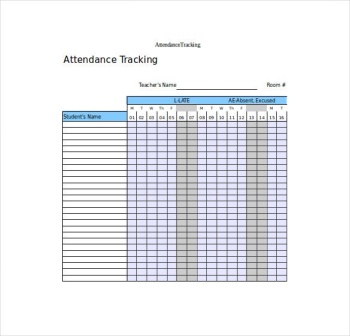 AttendanceTracking
Attendance Tracking
Teacher's Name Room #
L-LATE AE-Absent, Excused
M T W Th F M T W Th F M T
Student's Name 01 02 03 04 05 06 07 08 09 10 11 12 13 14 15 16